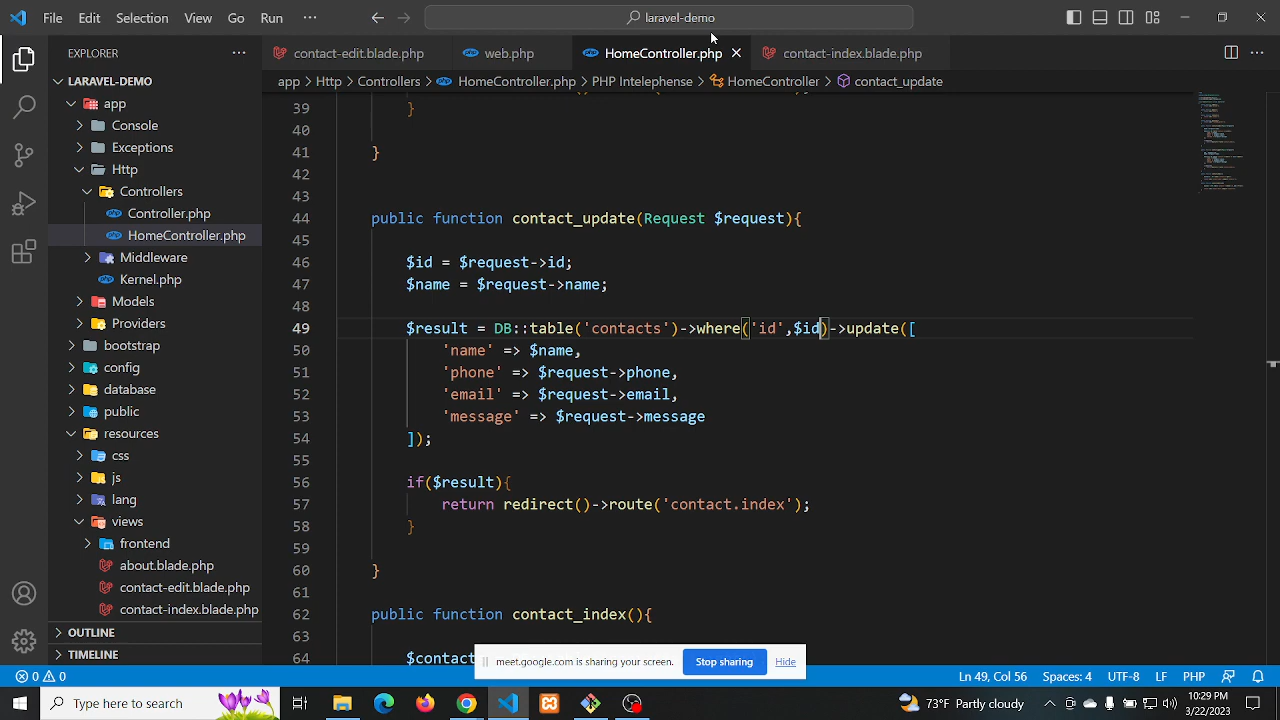 File Edit Selection View Go Run ···
laravel-demo
EXPLORER ···
contact-edit.blade.php web.php HomeController.php contact-index.blade.php
LARAVEL-DEMO
app > Http > Controllers > HomeController.php > PHP Intelephense > HomeController > contact_update
app
Console
Exceptions
Http
Controllers
Controller.php
HomeController.php
Middleware
Kernel.php
Models
Providers
bootstrap
config
database
public
resources
css
js
lang
views
frontend
about.blade.php
contact-edit.blade.php
contact-index.blade.php
OUTLINE
TIMELINE
39 }
40
41 }
42
43
44 public function contact_update(Request $request){
45
46 $id = $request->id;
47 $name = $request->name;
48
49 $result = DB::table('contacts')->where('id',$id)->update([
50 'name' => $name,
51 'phone' => $request->phone,
52 'email' => $request->email,
53 'message' => $request->message
54 ]);
55
56 if($result){
57 return redirect()->route('contact.index');
58 }
59
60 }
61
62 public function contact_index(){
63
64 $contact
meet.google.com is sharing your screen. Stop sharing Hide
0 0 Ln 49, Col 56 Spaces: 4 UTF-8 LF PHP
Type here to search
73°F Partly cloudy
10:29 PM
3/22/2023